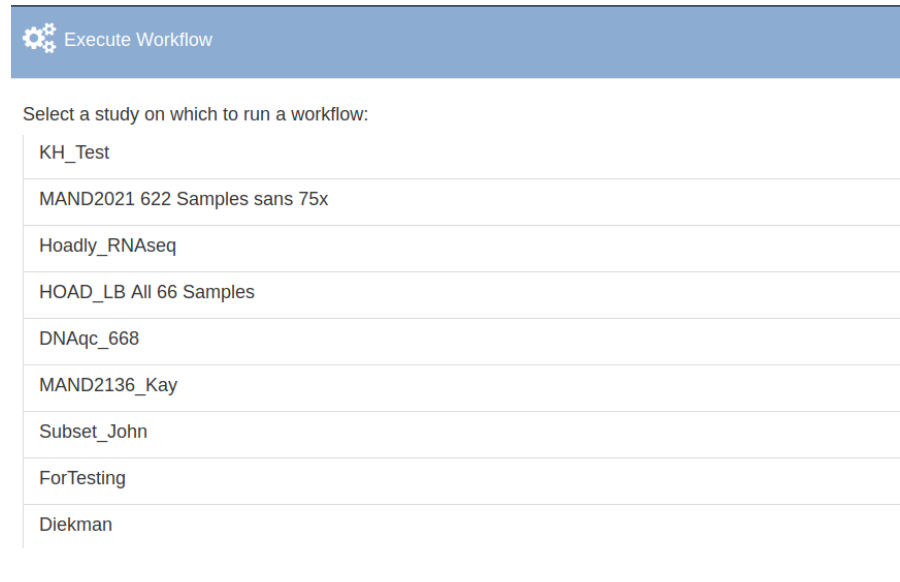 Execute Workflow
Select a study on which to run a workflow:
KH_Test
MAND2021 622 Samples sans 75x
Hoadly_RNAseq
HOAD_LB All 66 Samples
DNAqc_668
MAND2136_Kay
Subset_John
ForTesting
Diekman